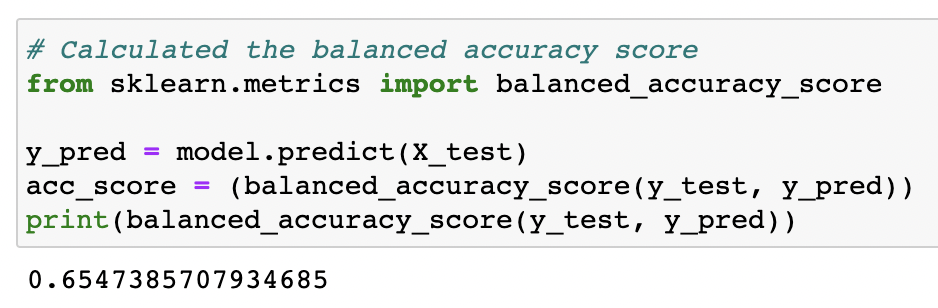 # Calculated the balanced accuracy score
from sklearn.metrics import balanced_accuracy_score
y_pred = model.predict(X_test)
acc_score = (balanced_accuracy_score(y_test, y_pred))
print(balanced_accuracy_score(y_test, y_pred))
0.6547385707934685